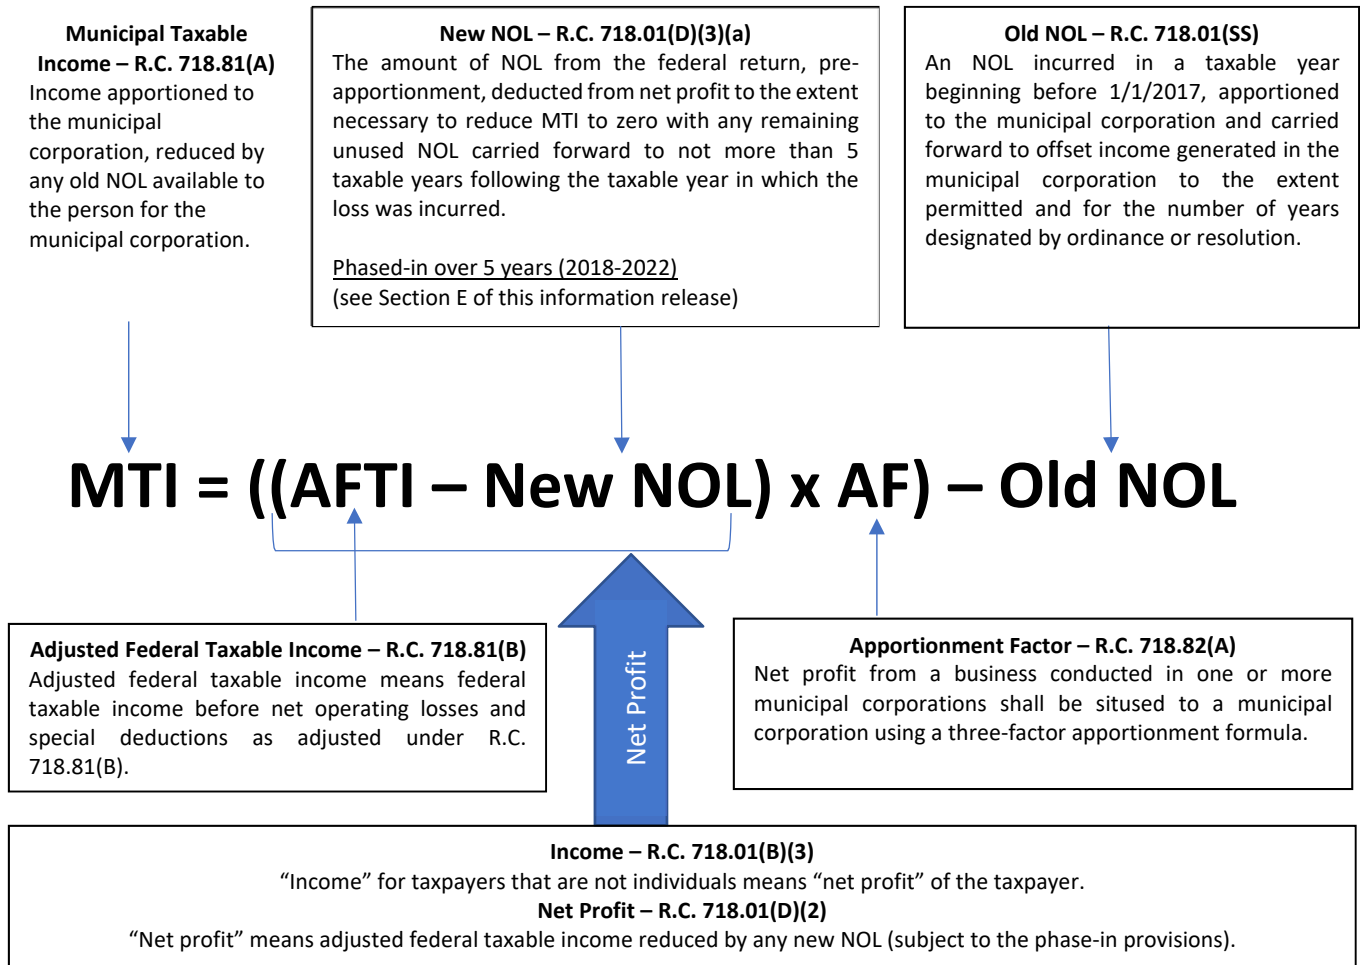 Municipal Taxable
Income – R.C. 718.81(A)
Income apportioned to
the municipal
corporation, reduced by
any old NOL available to
the person for the
municipal corporation.
New NOL – R.C. 718.01(D)(3)(a)
The amount of NOL from the federal return, pre-
apportionment, deducted from net profit to the extent
necessary to reduce MTI to zero with any remaining
unused NOL carried forward to not more than 5
taxable years following the taxable year in which the
loss was incurred.
Phased-in over 5 years (2018-2022)
(see Section E of this information release)
Old NOL – R.C. 718.01(SS)
An NOL incurred in a taxable year
beginning before 1/1/2017, apportioned
to the municipal corporation and carried
forward to offset income generated in the
municipal corporation to the extent
permitted and for the number of years
designated by ordinance or resolution.
MTI = ((AFTI – New NOL) x AF) – Old NOL
Adjusted Federal Taxable Income – R.C. 718.81(B)
Adjusted federal taxable income means federal
taxable income before net operating losses and
special deductions as adjusted under R.C.
718.81(B).
Net Profit
Apportionment Factor – R.C. 718.82(A)
Net profit from a business conducted in one or more
municipal corporations shall be sitused to a municipal
corporation using a three-factor apportionment formula.
Income – R.C. 718.01(B)(3)
“Income” for taxpayers that are not individuals means “net profit” of the taxpayer.
Net Profit – R.C. 718.01(D)(2)
“Net profit” means adjusted federal taxable income reduced by any new NOL (subject to the phase-in provisions).